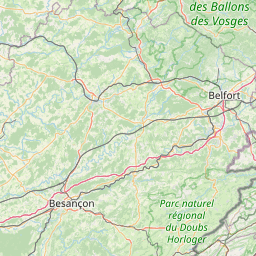 des Ballons
des Vosges
Belfort
Besançon
Parc naturel
régional
du Doubs
Horloger